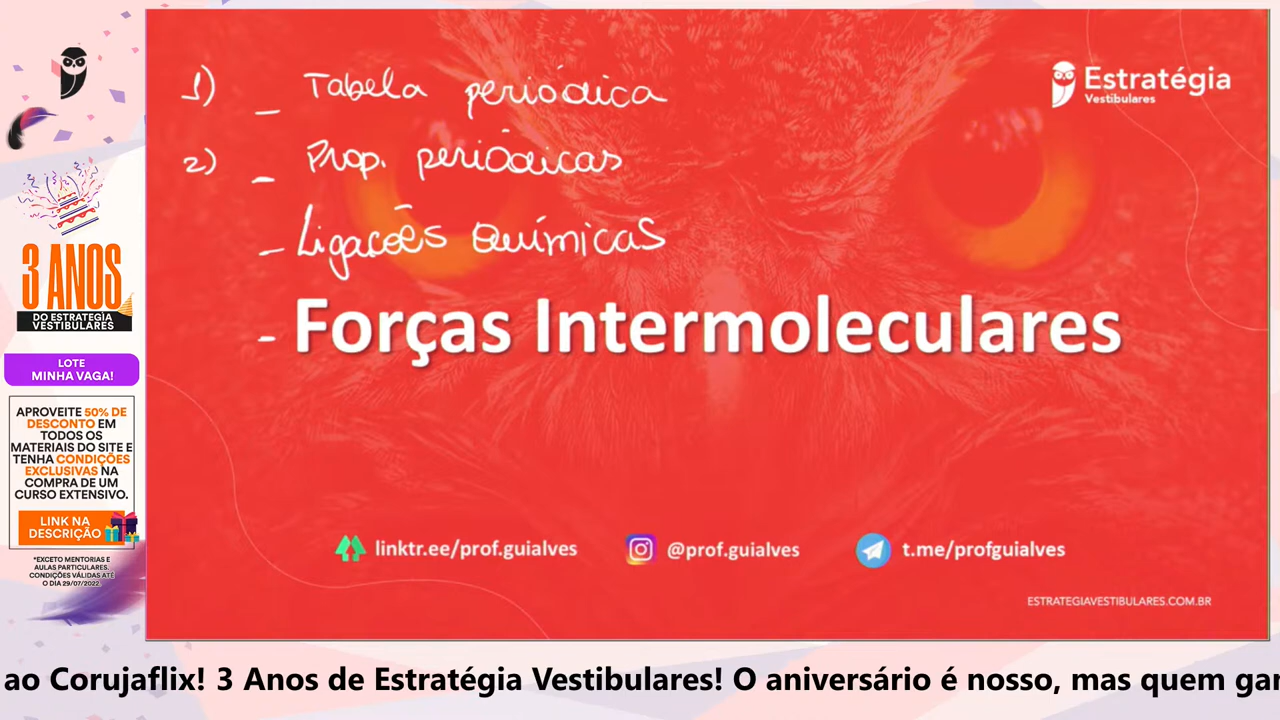 3 ANOS
DO ESTRATEGIA
VESTIBULARES
LOTE
MINHA VAGA!
APROVEITE 50% DE
DESCONTO EM
TODOS OS
MATERIAIS DO SITE E
TENHA CONDIÇÕES
EXCLUSIVAS NA
COMPRA DE UM
CURSO EXTENSIVO.
LINK NA
DESCRIÇÃO
*EXCETO MENTORIAS E
AULAS PARTICULARES.
CONDIÇÕES VÁLIDAS ATÉ
O DIA 29/07/2022.
Estratégia
Vestibulares
1) - Tabela periódica
2) - Prop. periódicas
- Ligações Químicas
- Forças Intermoleculares
linktr.ee/prof.guialves
@prof.guialves
t.me/profguialves
ESTRATEGIAVESTIBULARES.COM.BR
ao Corujaflix! 3 Anos de Estratégia Vestibulares! O aniversário é nosso, mas quem gan